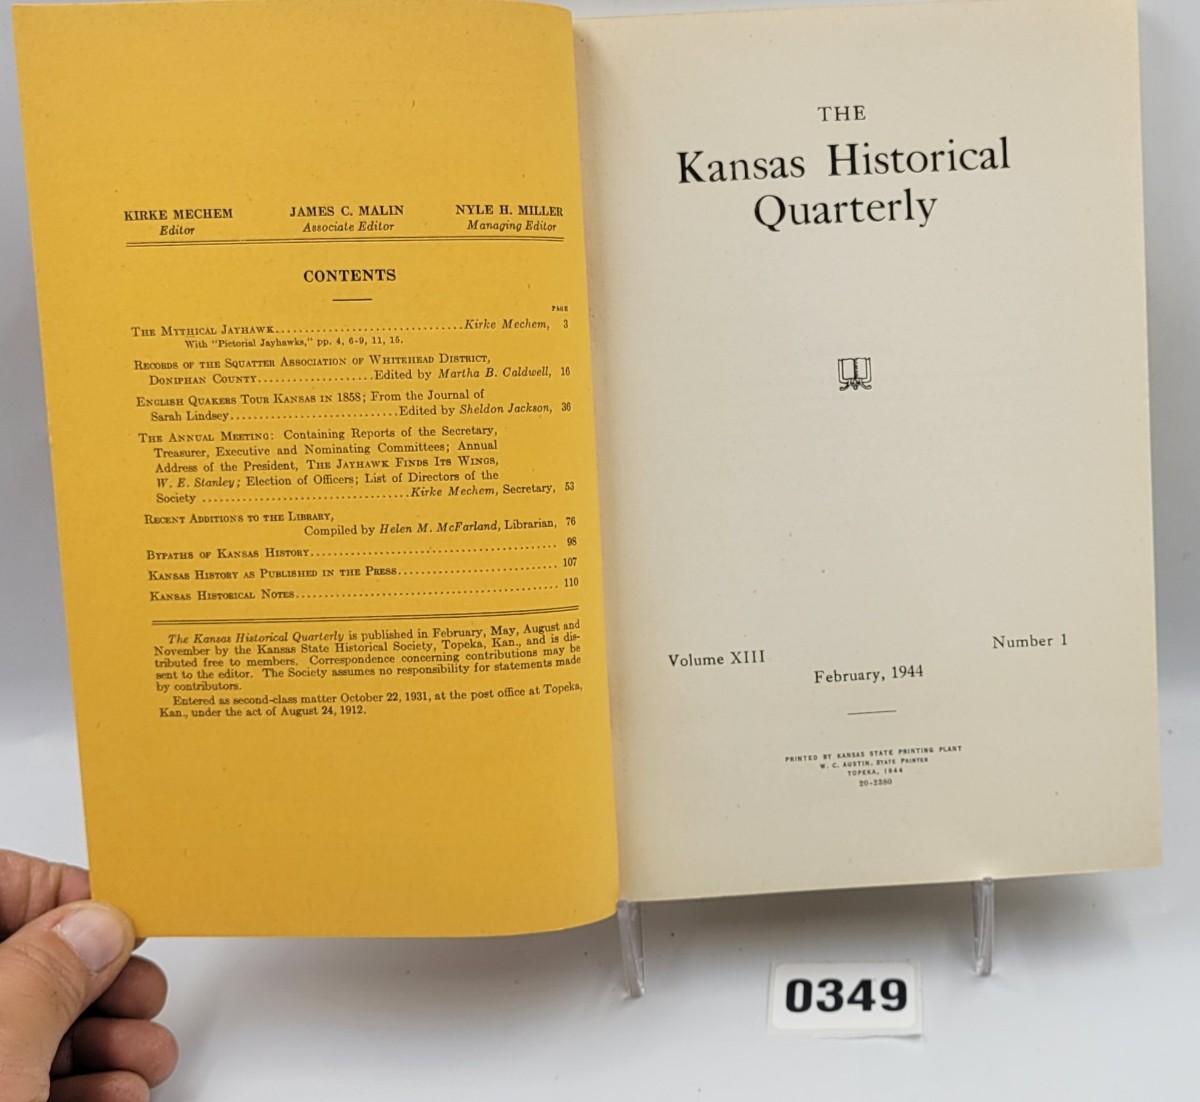 KIRKE MECHEM JAMES C. MALIN NYLE H. MILLER
Editor Associate Editor Managing Editor
CONTENTS
PAGE
THE MYTHICAL JAYHAWK................................Kirke Mechem, 3
With "Pictorial Jayhawks," pp. 4, 6-9, 11, 15.
RECORDS OF THE SQUATTER ASSOCIATION OF WHITEHEAD DISTRICT,
DONIPHAN COUNTY....................Edited by Martha B. Caldwell, 16
ENGLISH QUAKERS TOUR KANSAS IN 1858; From the Journal of
Sarah Lindsey.............................Edited by Sheldon Jackson, 36
THE ANNUAL MEETING: Containing Reports of the Secretary,
Treasurer, Executive and Nominating Committees; Annual
Address of the President, THE JAYHAWK FINDS ITS WINGS,
W. E. Stanley; Election of Officers; List of Directors of the
Society ....................................Kirke Mechem, Secretary, 53
RECENT ADDITIONS TO THE LIBRARY,
Compiled by Helen M. McFarland, Librarian, 76
BYPATHS OF KANSAS HISTORY.......................................... 98
KANSAS HISTORY AS PUBLISHED IN THE PRESS........................... 107
KANSAS HISTORICAL NOTES............................................. 110
The Kansas Historical Quarterly is published in February, May, August and
November by the Kansas State Historical Society, Topeka, Kan., and is dis-
tributed free to members. Correspondence concerning contributions may be
sent to the editor. The Society assumes no responsibility for statements made
by contributors.
Entered as second-class matter October 22, 1931, at the post office at Topeka,
Kan., under the act of August 24, 1912.
THE
Kansas Historical
Quarterly
Volume XIII Number 1
February, 1944
PRINTED BY KANSAS STATE PRINTING PLANT
W. C. AUSTIN, STATE PRINTER
TOPEKA, 1944
20-2380
0349